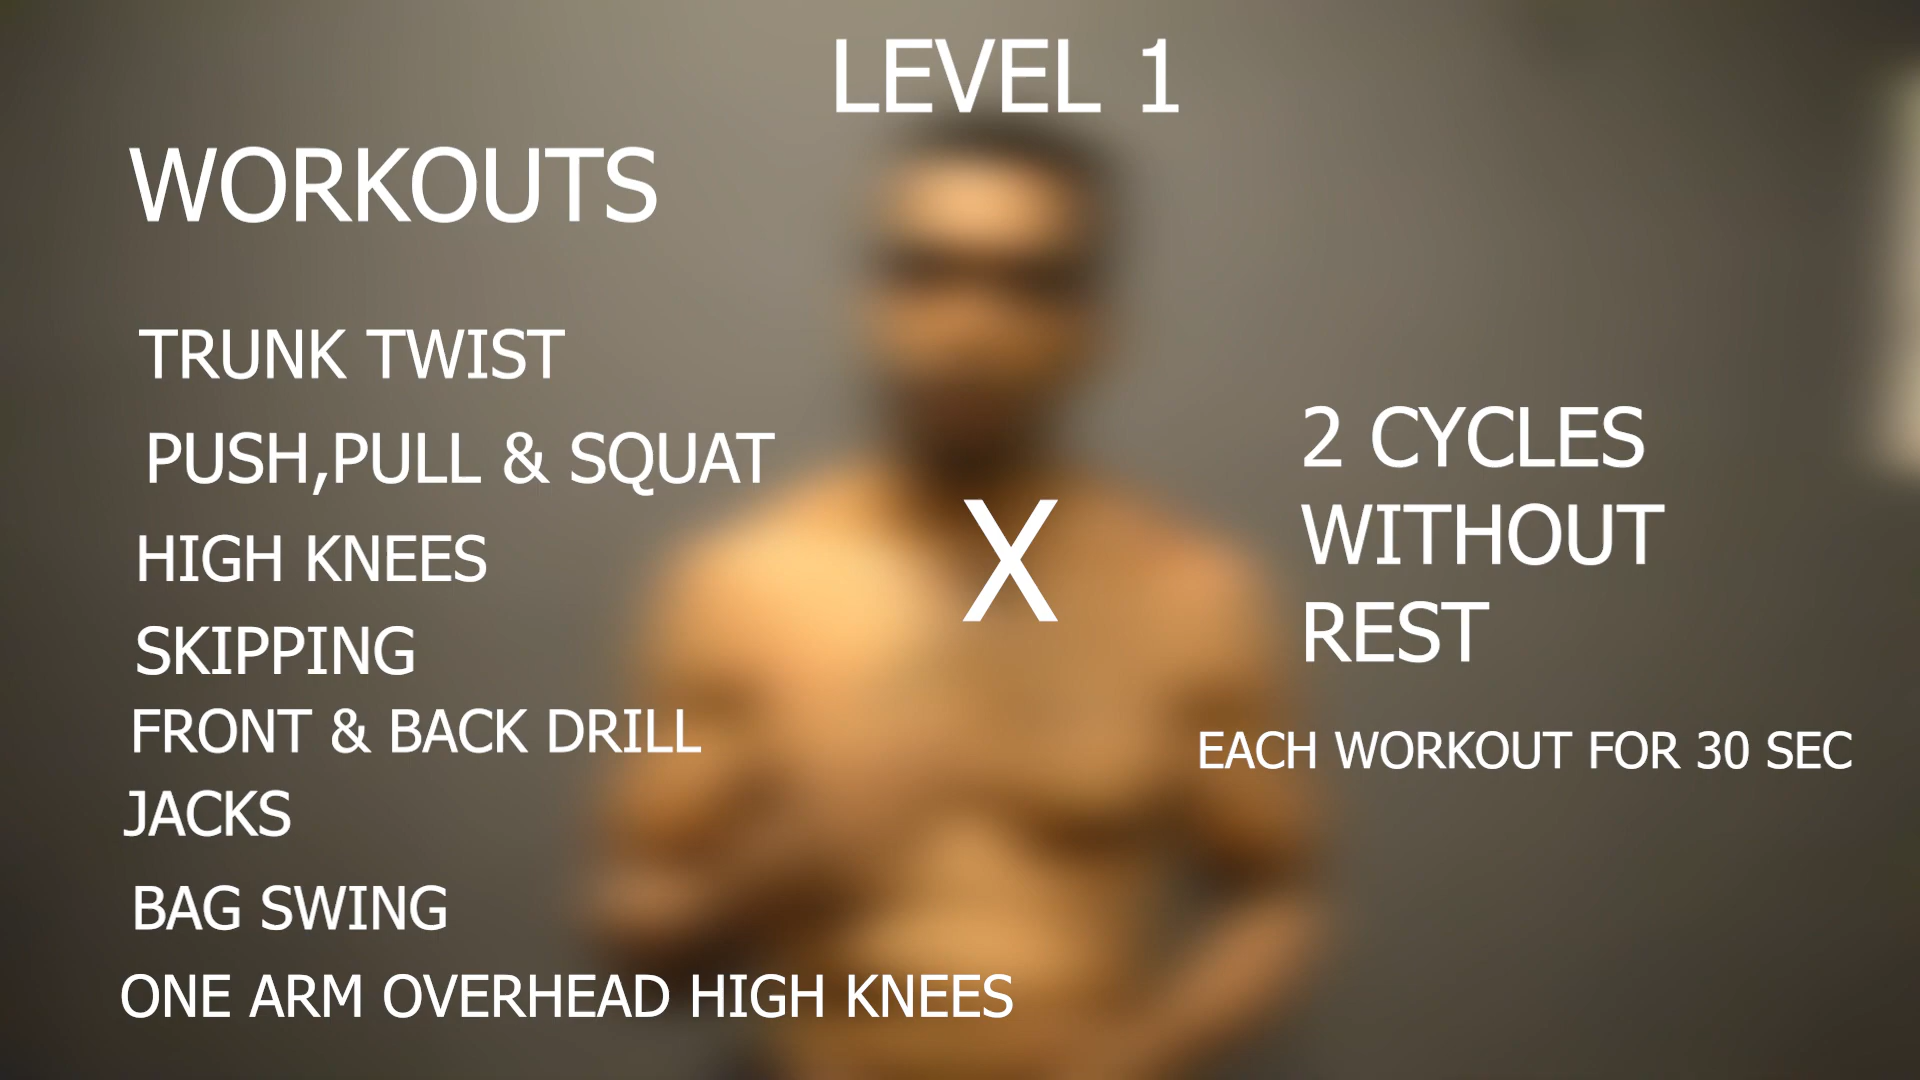 LEVEL 1
WORKOUTS
TRUNK TWIST
PUSH,PULL & SQUAT
HIGH KNEES
SKIPPING
FRONT & BACK DRILL
JACKS
BAG SWING
ONE ARM OVERHEAD HIGH KNEES
X
2 CYCLES
WITHOUT
REST
EACH WORKOUT FOR 30 SEC